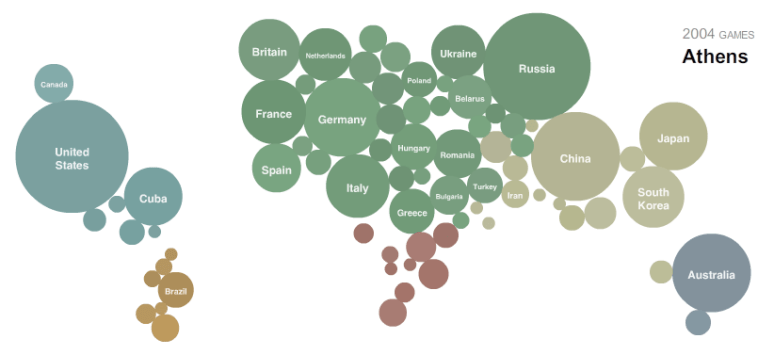 2004 GAMES
Athens
Britain
Netherlands
Ukraine
Russia
Canada
Poland
Belarus
France
Germany
United
States
Hungary
Romania
China
Japan
Spain
Italy
Turkey
Iran
South
Korea
Cuba
Bulgaria
Greece
Brazil
Australia